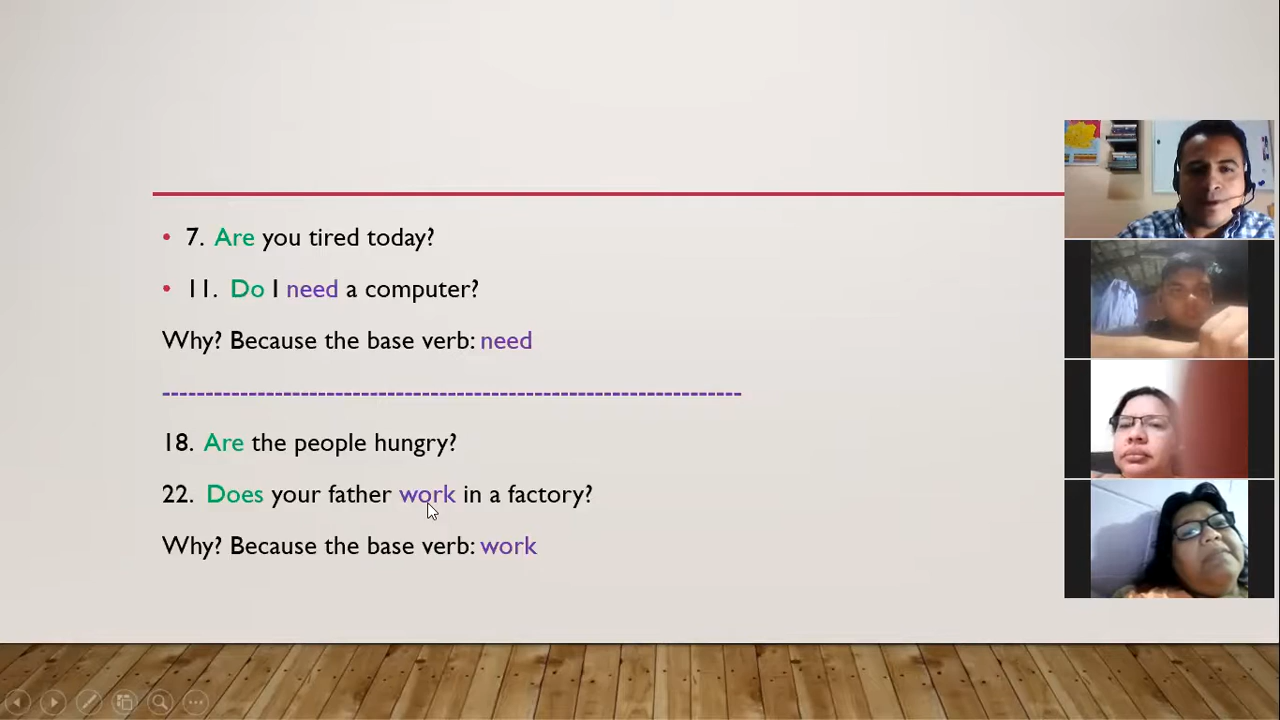 • 7. Are you tired today?
• 11. Do I need a computer?
Why? Because the base verb: need
--------------------------------------------------------------------
18. Are the people hungry?
22. Does your father work in a factory?
Why? Because the base verb: work